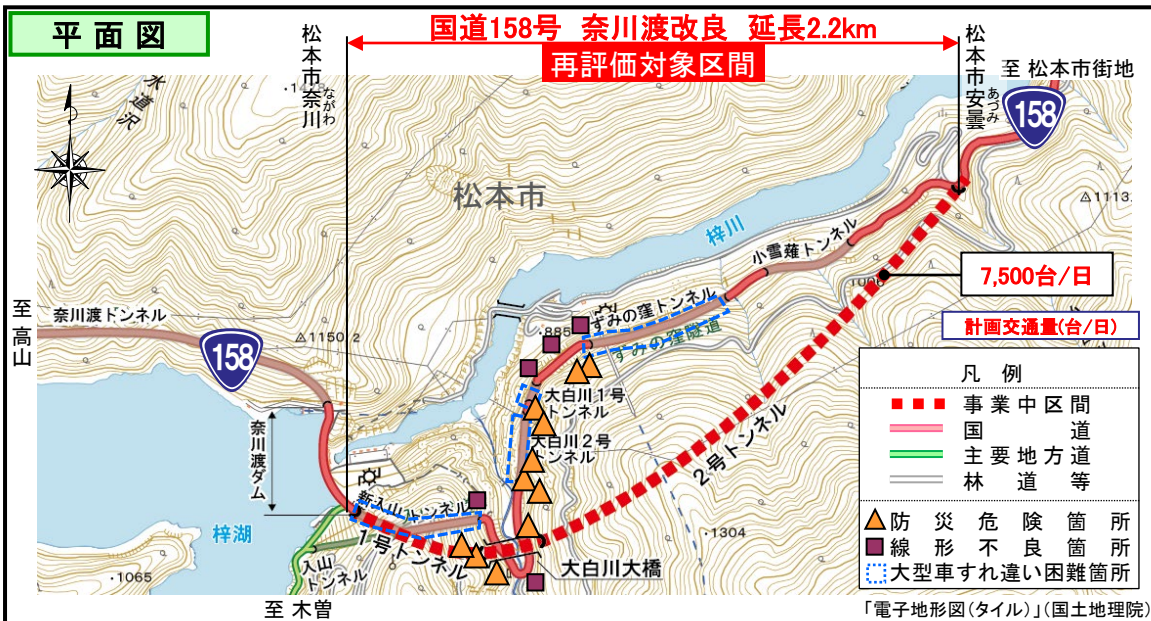 平面図
国道158号 奈川渡改良 延長2.2km
再評価対象区間
松本市奈川
ながわ
松本市安曇
あづみ
至 松本市街地
158
水道沢
松本市
△1113.
梓川
小雪薙トンネル
7,500台/日
計画交通量(台/日)
至 高山
奈川渡トンネル
158
△1150.2
・885
ずみの窪トンネル
ずみの窪隧道
大白川1号
トンネル
大白川2号
トンネル
2号トンネル
奈川渡ダム
新入山トンネル
1号トンネル
梓湖
入山
トンネル
・1065
大白川大橋
・1304
至 木曽
凡 例
事業中区間
国道
主要地方道
林道等
防災危険箇所
線形不良箇所
大型車すれ違い困難箇所
「電子地形図(タイル)」(国土地理院)